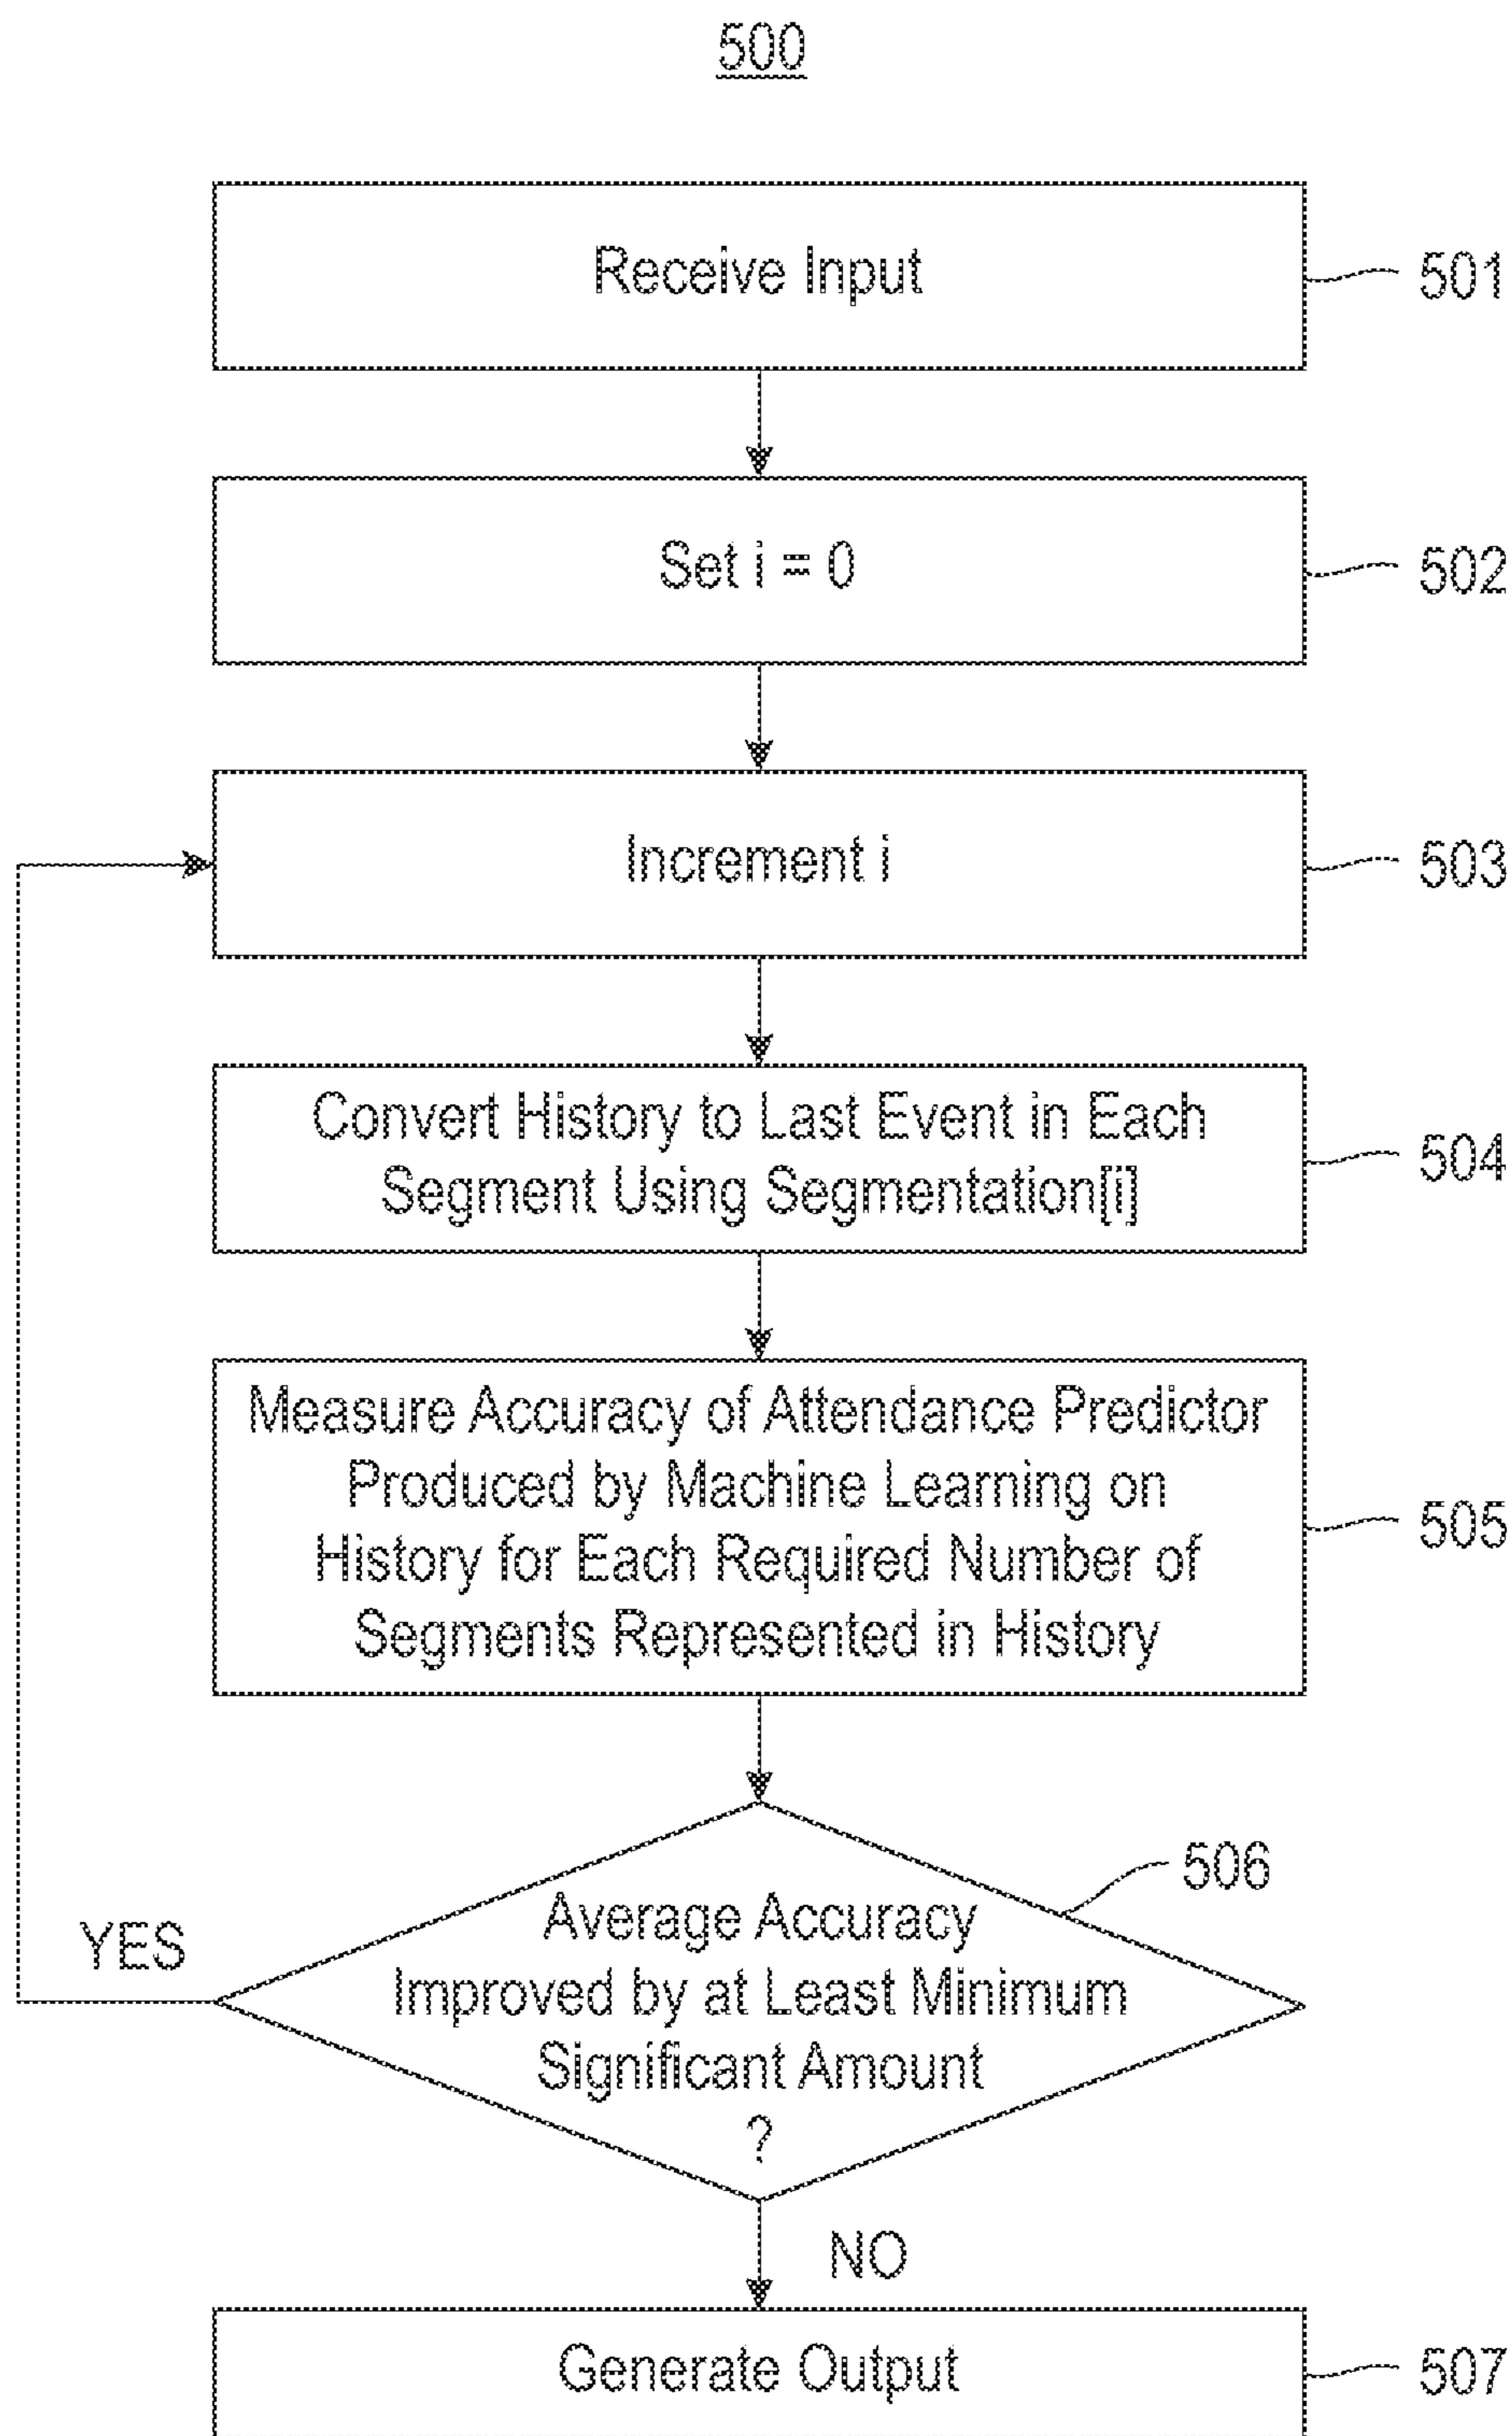 500
Receive Input
501
Set i = 0
502
Increment i
503
Convert History to Last Event in Each
Segment Using Segmentation[i]
504
Measure Accuracy of Attendance Predictor
Produced by Machine Learning on
History for Each Required Number of
Segments Represented in History
505
506
Average Accuracy
Improved by at Least Minimum
Significant Amount
?
YES
NO
Generate Output
507